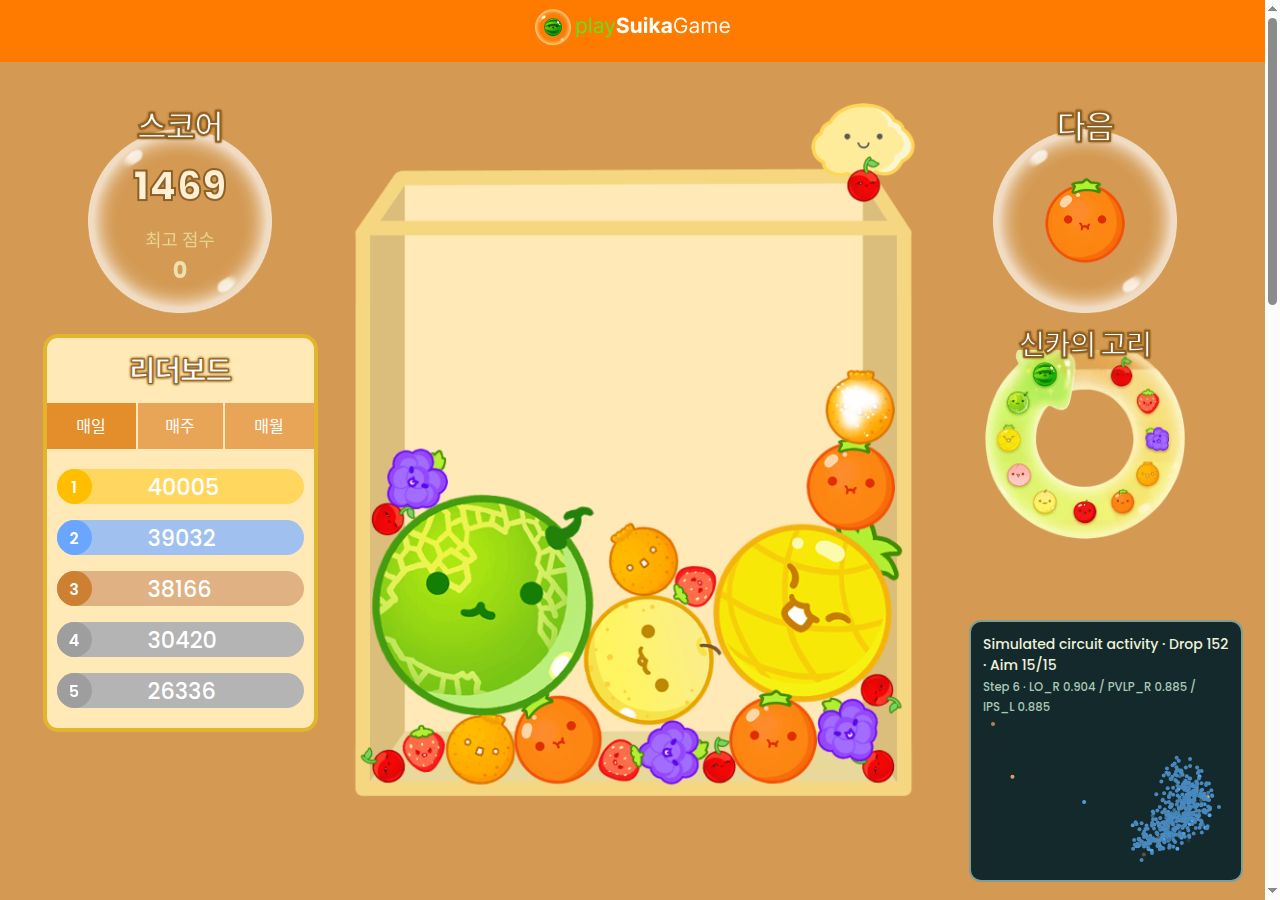 playSuikaGame
스코어
1469
최고 점수
0
리더보드
매일 매주 매월
1 40005
2 39032
3 38166
4 30420
5 26336
다음
신카의 고리
Simulated circuit activity · Drop 152
· Aim 15/15
Step 6 · LO_R 0.904 / PVLP_R 0.885 /
IPS_L 0.885